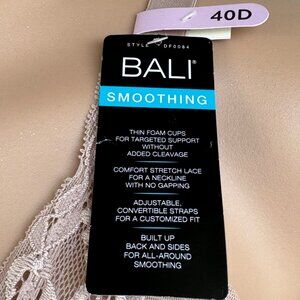 40D
STYLE DF0084
BALI®
SMOOTHING
THIN FOAM CUPS
FOR TARGETED SUPPORT
WITHOUT
ADDED CLEAVAGE
COMFORT STRETCH LACE
FOR A NECKLINE
WITH NO GAPPING
ADJUSTABLE,
CONVERTIBLE STRAPS
FOR A CUSTOMIZED FIT
BUILT UP
BACK AND SIDES
FOR ALL-AROUND
SMOOTHING